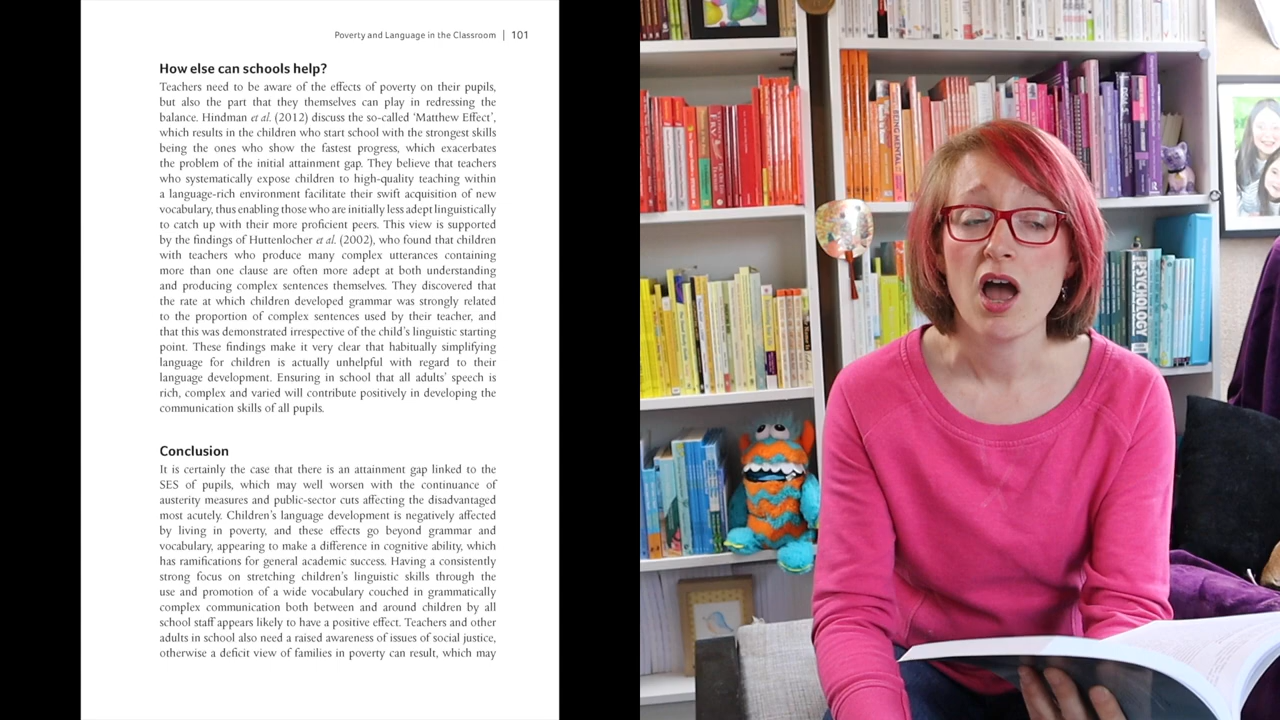 Poverty and Language in the Classroom | 101
How else can schools help?
Teachers need to be aware of the effects of poverty on their pupils,
but also the part that they themselves can play in redressing the
balance. Hindman et al. (2012) discuss the so-called ‘Matthew Effect’,
which results in the children who start school with the strongest skills
being the ones who show the fastest progress, which exacerbates
the problem of the initial attainment gap. They believe that teachers
who systematically expose children to high-quality teaching within
a language-rich environment facilitate their swift acquisition of new
vocabulary, thus enabling those who are initially less adept linguistically
to catch up with their more proficient peers. This view is supported
by the findings of Huttenlocher et al. (2002), who found that children
with teachers who produce many complex utterances containing
more than one clause are often more adept at both understanding
and producing complex sentences themselves. They discovered that
the rate at which children developed grammar was strongly related
to the proportion of complex sentences used by their teacher, and
that this was demonstrated irrespective of the child’s linguistic starting
point. These findings make it very clear that habitually simplifying
language for children is actually unhelpful with regard to their
language development. Ensuring in school that all adults’ speech is
rich, complex and varied will contribute positively in developing the
communication skills of all pupils.
Conclusion
It is certainly the case that there is an attainment gap linked to the
SES of pupils, which may well worsen with the continuance of
austerity measures and public-sector cuts affecting the disadvantaged
most acutely. Children’s language development is negatively affected
by living in poverty, and these effects go beyond grammar and
vocabulary, appearing to make a difference in cognitive ability, which
has ramifications for general academic success. Having a consistently
strong focus on stretching children’s linguistic skills through the
use and promotion of a wide vocabulary couched in grammatically
complex communication both between and around children by all
school staff appears likely to have a positive effect. Teachers and other
adults in school also need a raised awareness of issues of social justice,
otherwise a deficit view of families in poverty can result, which may
PSYCHOLOGY